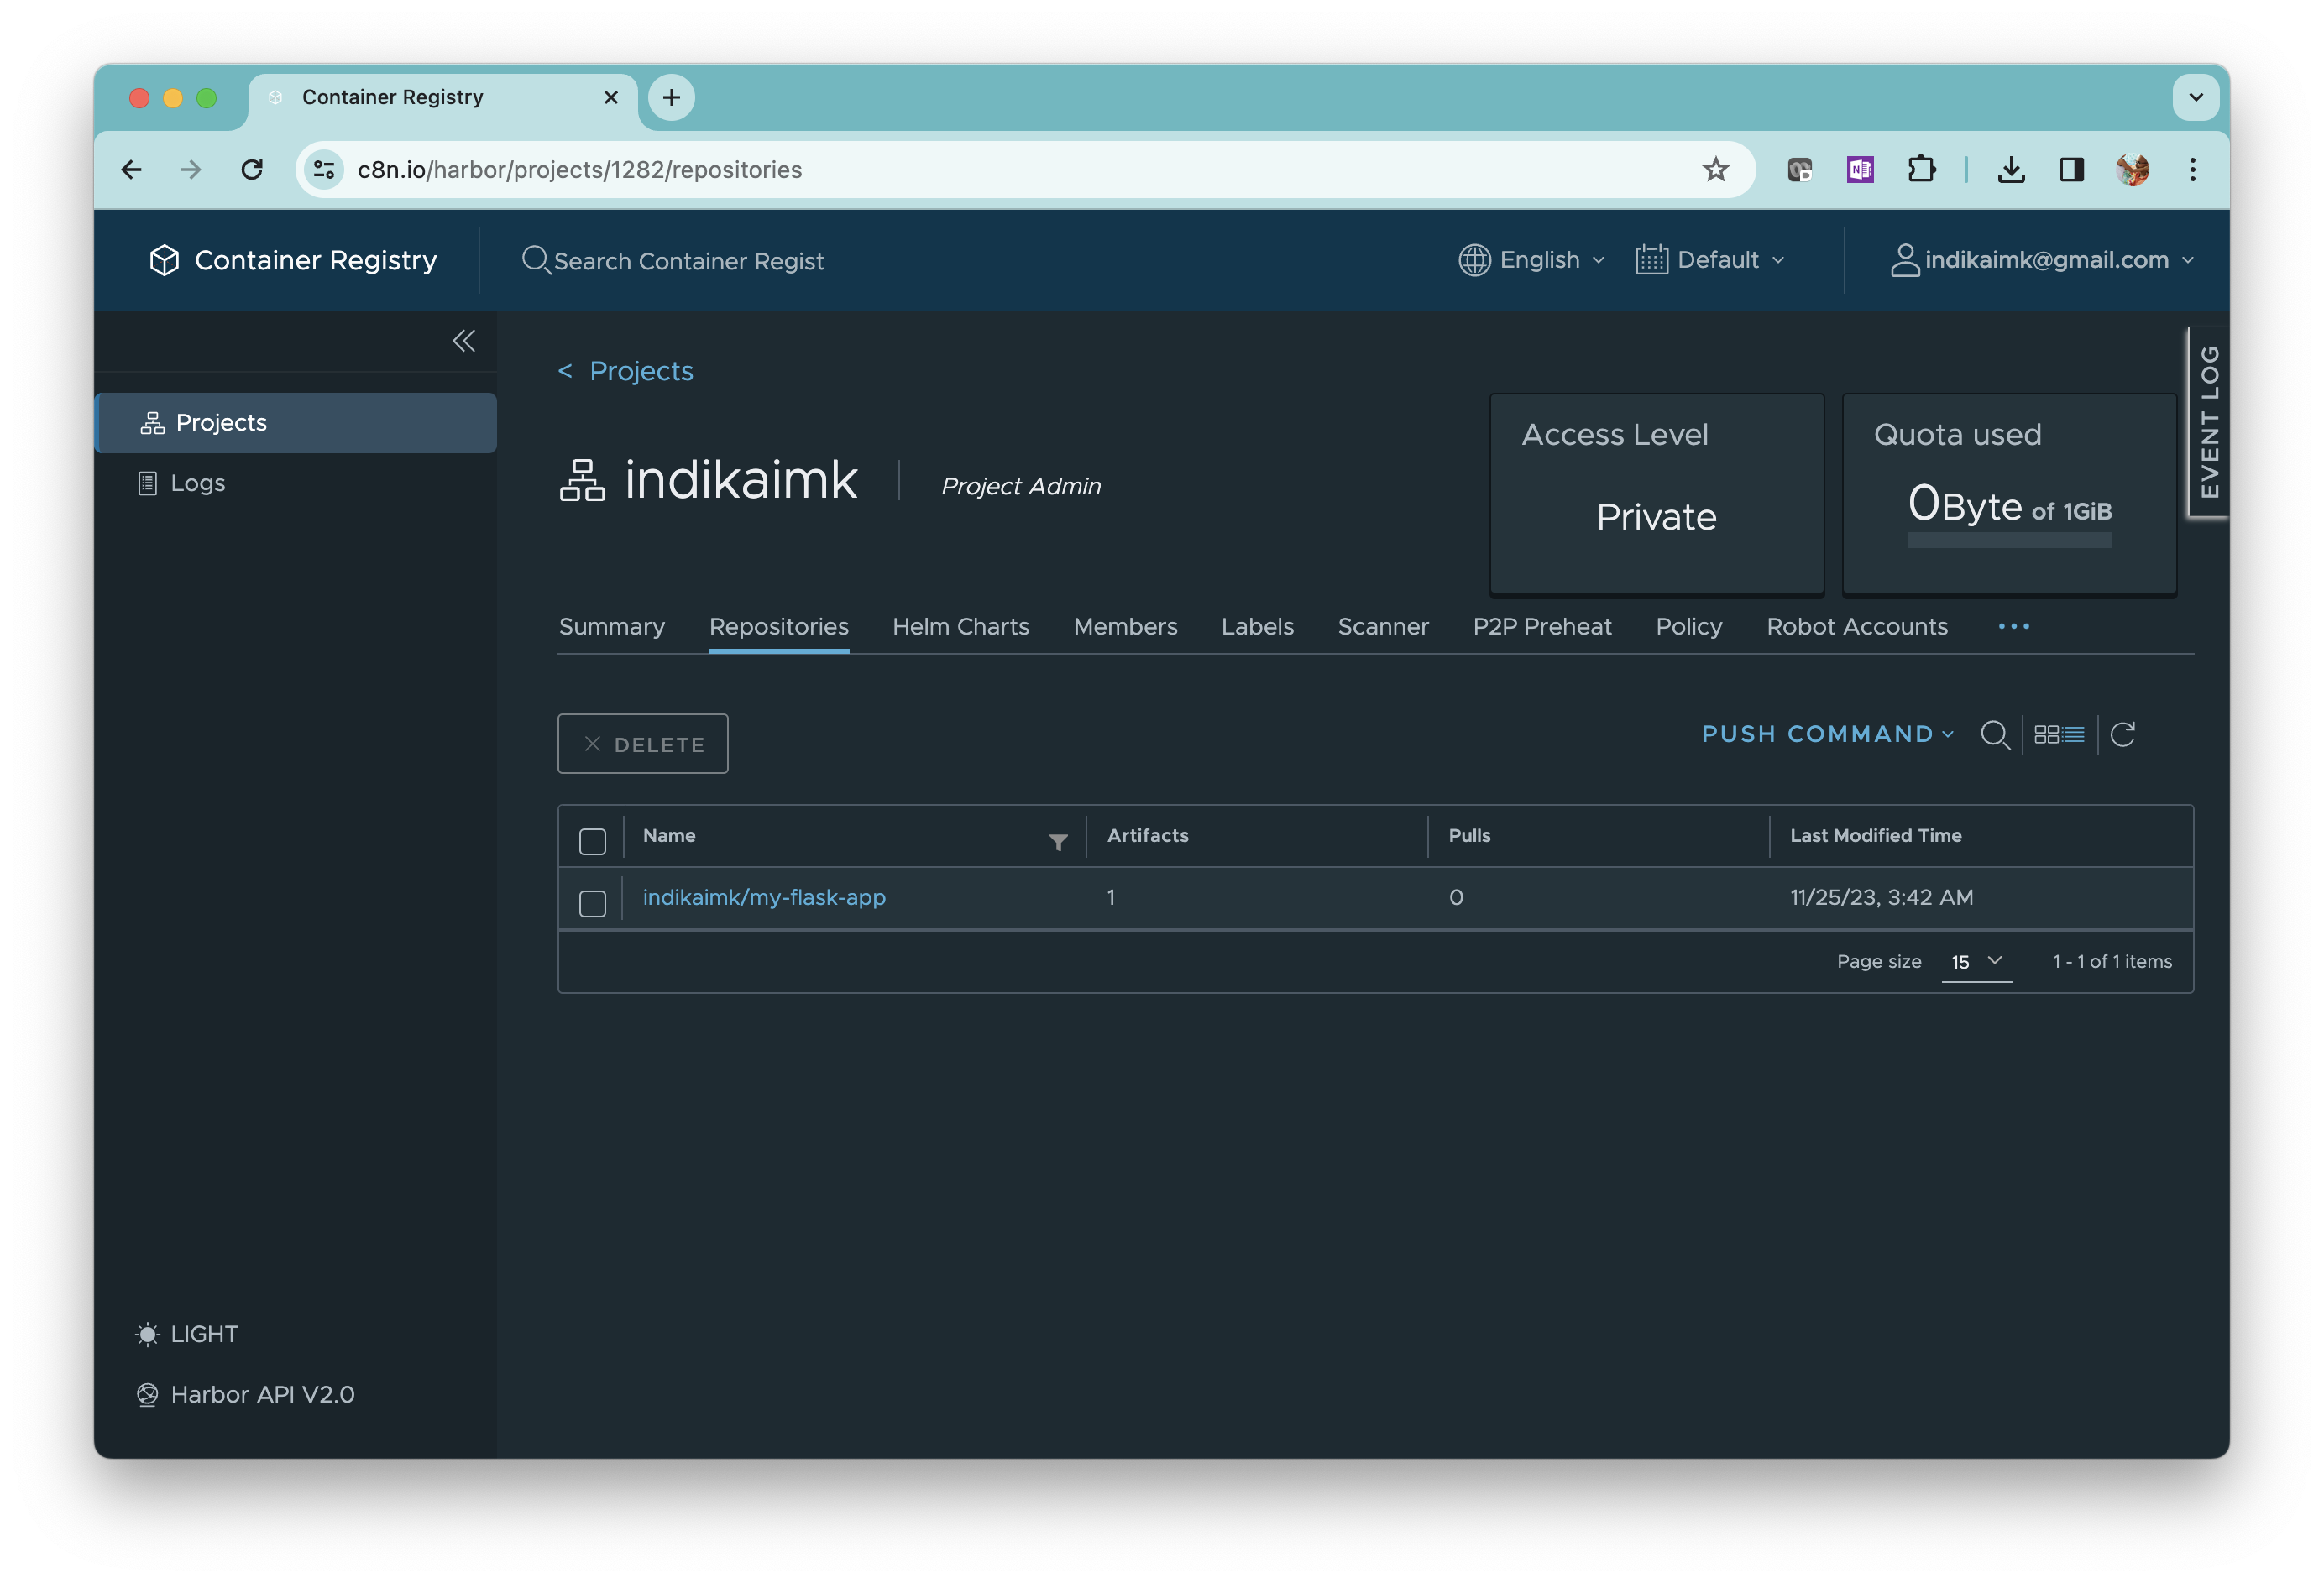 Container Registry
c8n.io/harbor/projects/1282/repositories
Container Registry
Search Container Regist
English
Default
indikaimk@gmail.com
Projects
Logs
LIGHT
Harbor API V2.0
< Projects
indikaimk
Project Admin
Access Level
Private
Quota used
0Byte of 1GiB
EVENT LOG
Summary Repositories Helm Charts Members Labels Scanner P2P Preheat Policy Robot Accounts ...
DELETE
PUSH COMMAND
Name Artifacts Pulls Last Modified Time
indikaimk/my-flask-app 1 0 11/25/23, 3:42 AM
Page size 15 1 - 1 of 1 items